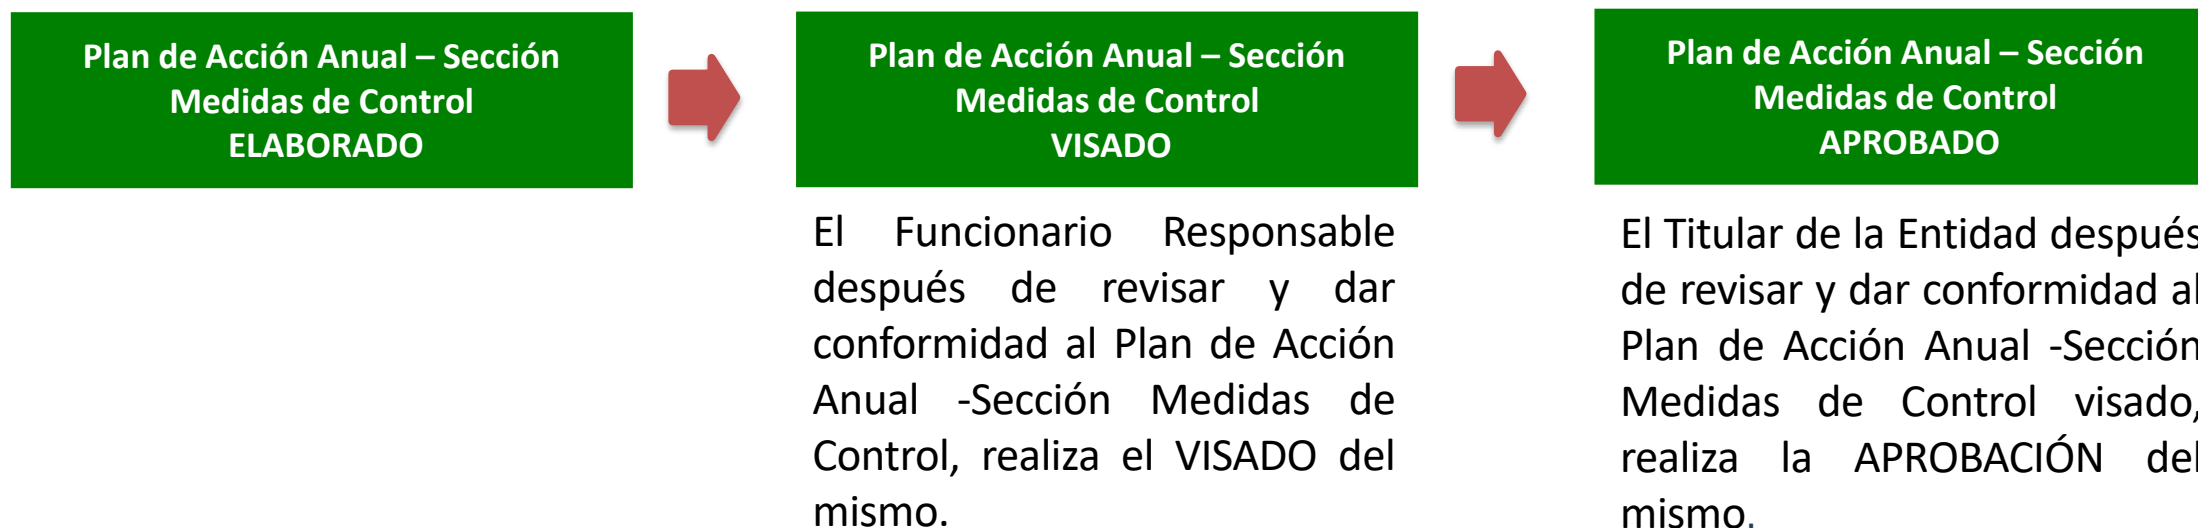 Plan de Acción Anual – Sección
Medidas de Control
ELABORADO
Plan de Acción Anual – Sección
Medidas de Control
VISADO
El Funcionario Responsable
después de revisar y dar
conformidad al Plan de Acción
Anual -Sección Medidas de
Control, realiza el VISADO del
mismo.
Plan de Acción Anual – Sección
Medidas de Control
APROBADO
El Titular de la Entidad después
de revisar y dar conformidad al
Plan de Acción Anual -Sección
Medidas de Control visado,
realiza la APROBACIÓN del
mismo.